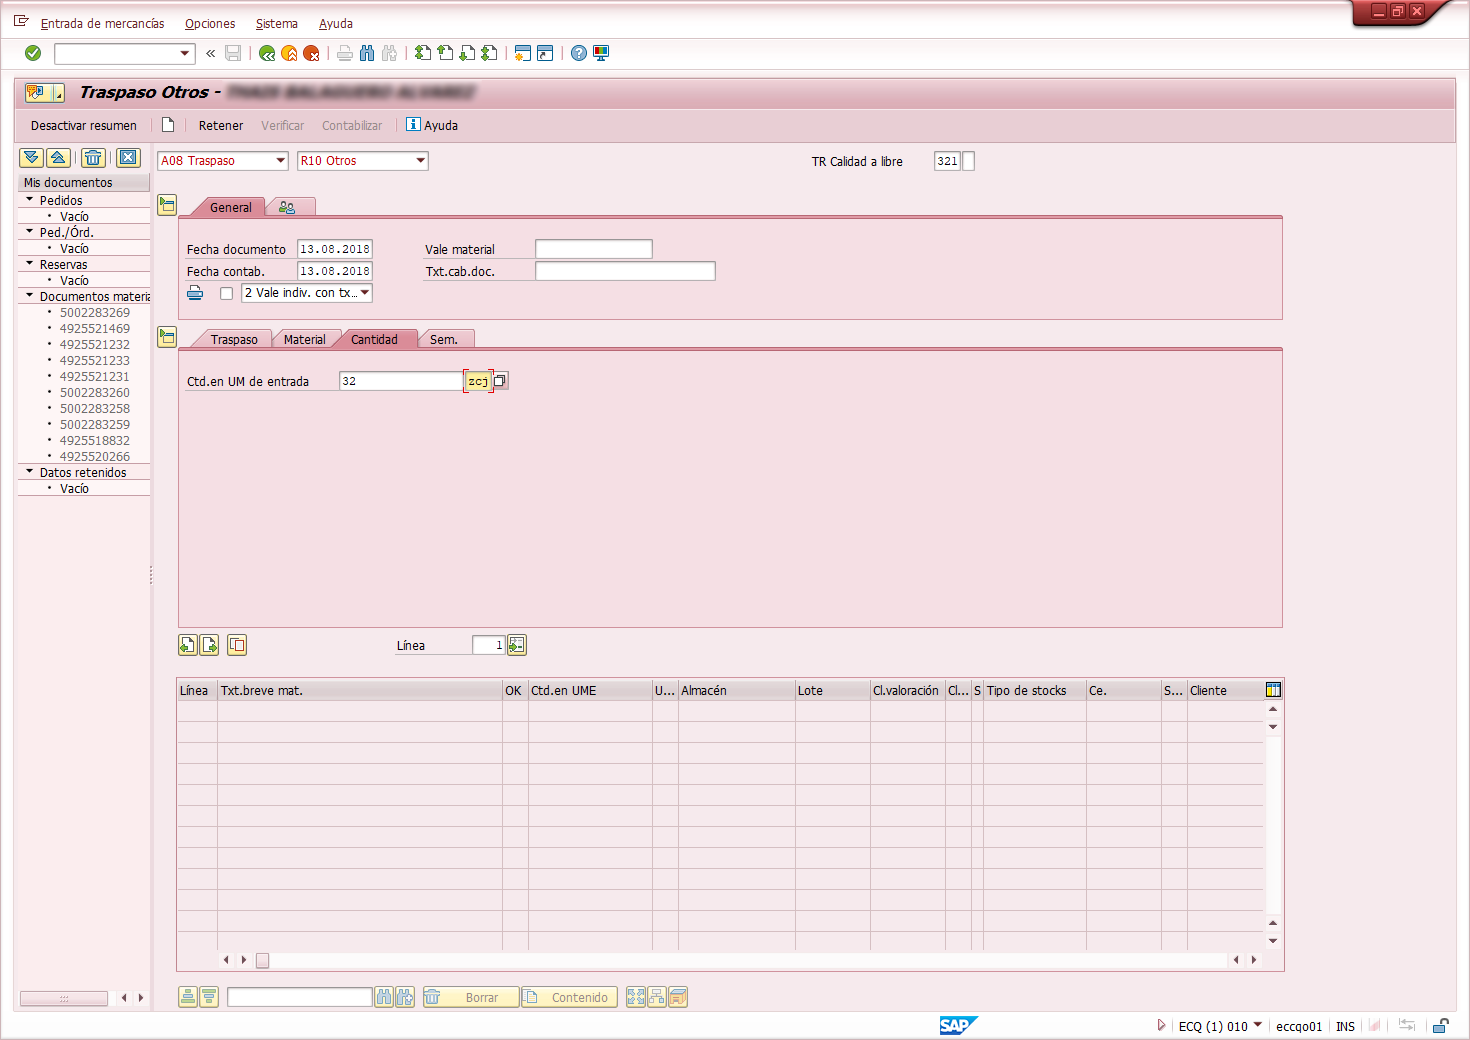 Entrada de mercancías Opciones Sistema Ayuda
«
Traspaso Otros -
Desactivar resumen Retener Verificar Contabilizar Ayuda
A08 Traspaso R10 Otros TR Calidad a libre 321
Mis documentos
Pedidos
Vacío
Ped./Órd.
Vacío
Reservas
Vacío
Documentos materia
5002283269
4925521469
4925521232
4925521233
4925521231
5002283260
5002283258
5002283259
4925518832
4925520266
Datos retenidos
Vacío
General
Fecha documento 13.08.2018 Vale material
Fecha contab. 13.08.2018 Txt.cab.doc.
2 Vale indiv. con tx...
Traspaso Material Cantidad Sem.
Ctd.en UM de entrada 32 zcj
Línea 1
Línea Txt.breve mat. OK Ctd.en UME U... Almacén Lote Cl.valoración Cl... S Tipo de stocks Ce. S... Cliente
Borrar Contenido
SAP ECQ (1) 010 eccqo01 INS